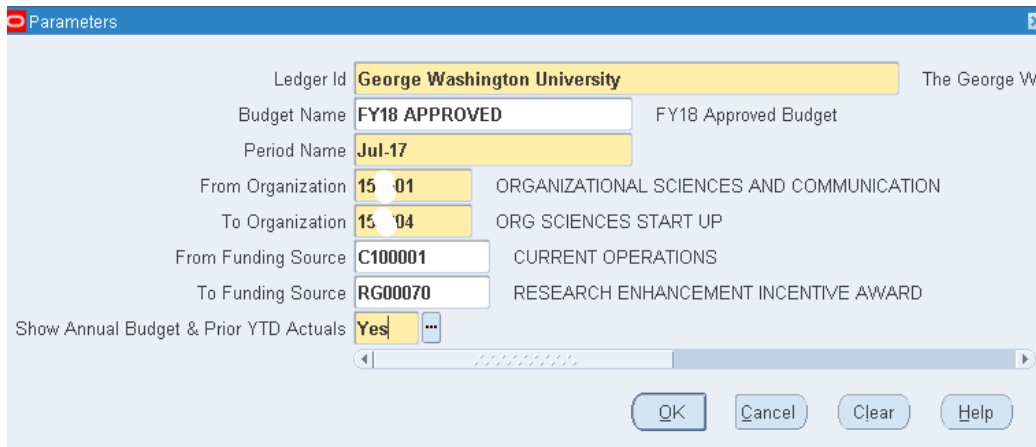 Parameters
Ledger Id George Washington University The George W
Budget Name FY18 APPROVED FY18 Approved Budget
Period Name Jul-17
From Organization ORGANIZATIONAL SCIENCES AND COMMUNICATION
To Organization ORG SCIENCES START UP
From Funding Source C100001 CURRENT OPERATIONS
To Funding Source RG00070 RESEARCH ENHANCEMENT INCENTIVE AWARD
Show Annual Budget & Prior YTD Actuals Yes ...
OK Cancel Clear Help